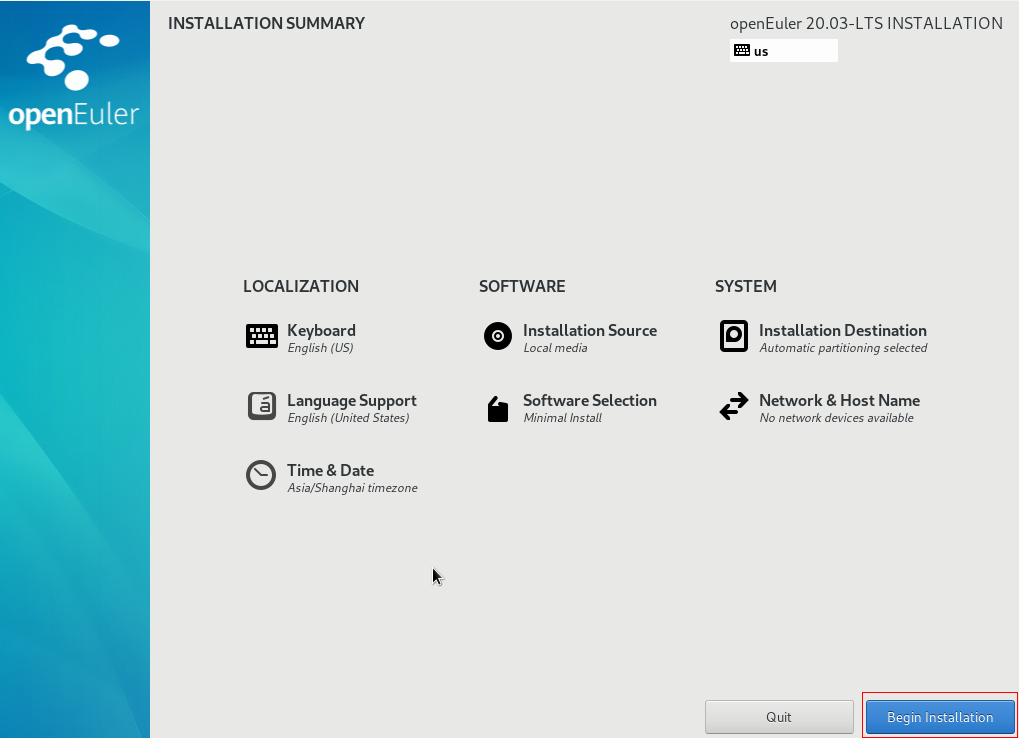 INSTALLATION SUMMARY
openEuler 20.03-LTS INSTALLATION
us
openEuler
LOCALIZATION
Keyboard
English (US)
Language Support
English (United States)
Time & Date
Asia/Shanghai timezone
SOFTWARE
Installation Source
Local media
Software Selection
Minimal Install
SYSTEM
Installation Destination
Automatic partitioning selected
Network & Host Name
No network devices available
Quit
Begin Installation